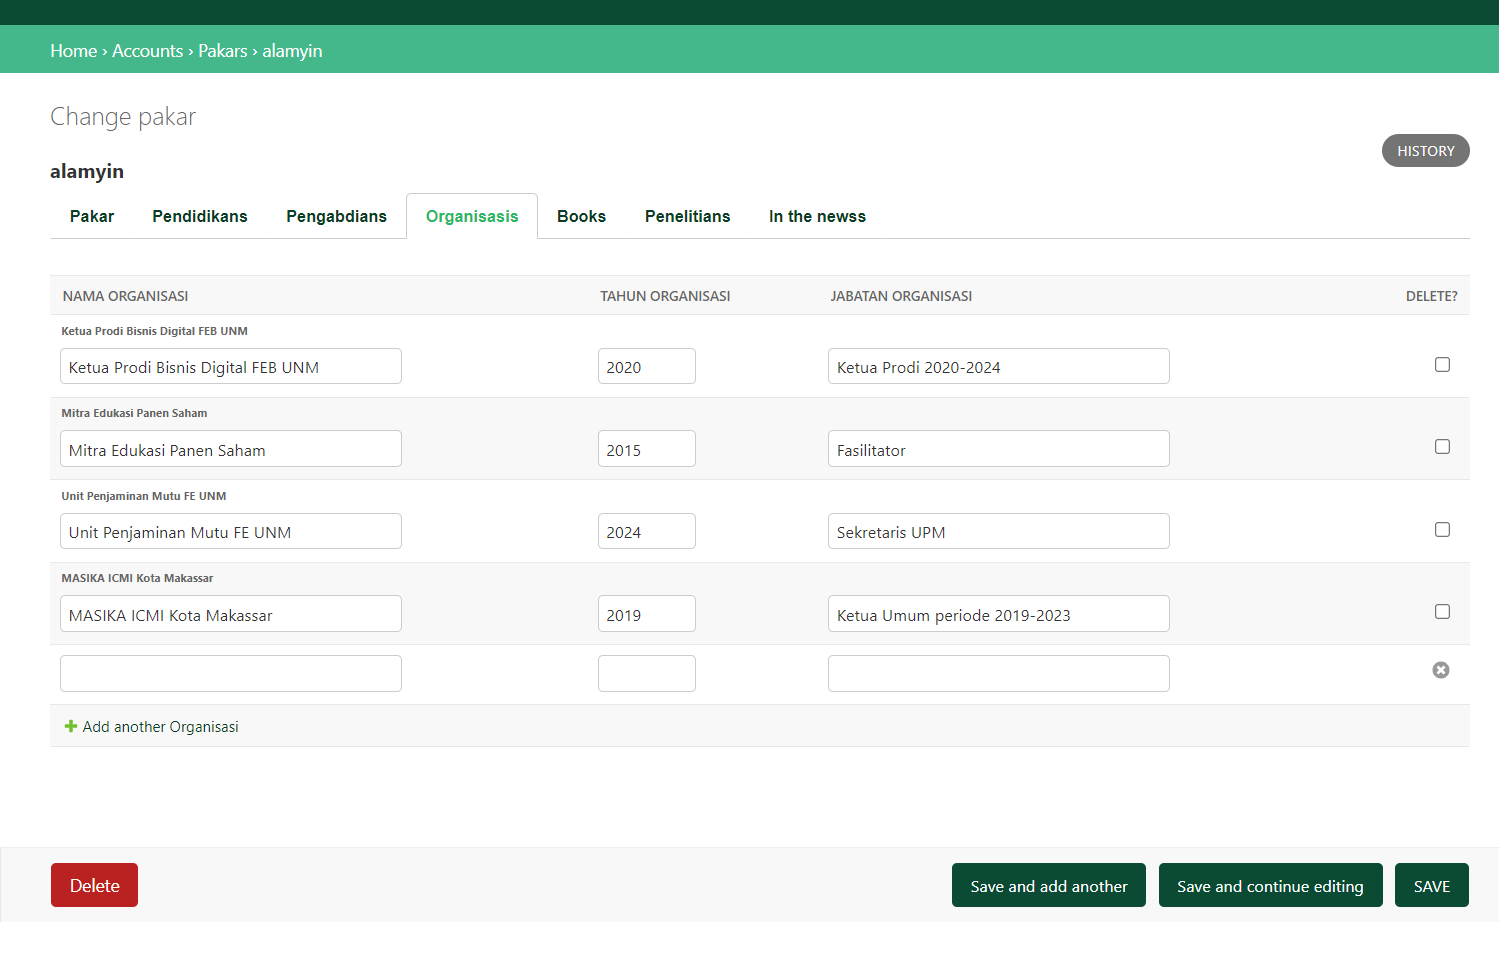 Home › Accounts › Pakars › alamyin
Change pakar
HISTORY
alamyin
Pakar Pendidikans Pengabdians Organisasis Books Penelitians In the newss
NAMA ORGANISASI TAHUN ORGANISASI JABATAN ORGANISASI DELETE?
Ketua Prodi Bisnis Digital FEB UNM
Ketua Prodi Bisnis Digital FEB UNM 2020 Ketua Prodi 2020-2024
Mitra Edukasi Panen Saham
Mitra Edukasi Panen Saham 2015 Fasilitator
Unit Penjaminan Mutu FE UNM
Unit Penjaminan Mutu FE UNM 2024 Sekretaris UPM
MASIKA ICMI Kota Makassar
MASIKA ICMI Kota Makassar 2019 Ketua Umum periode 2019-2023
Add another Organisasi
Delete Save and add another Save and continue editing SAVE